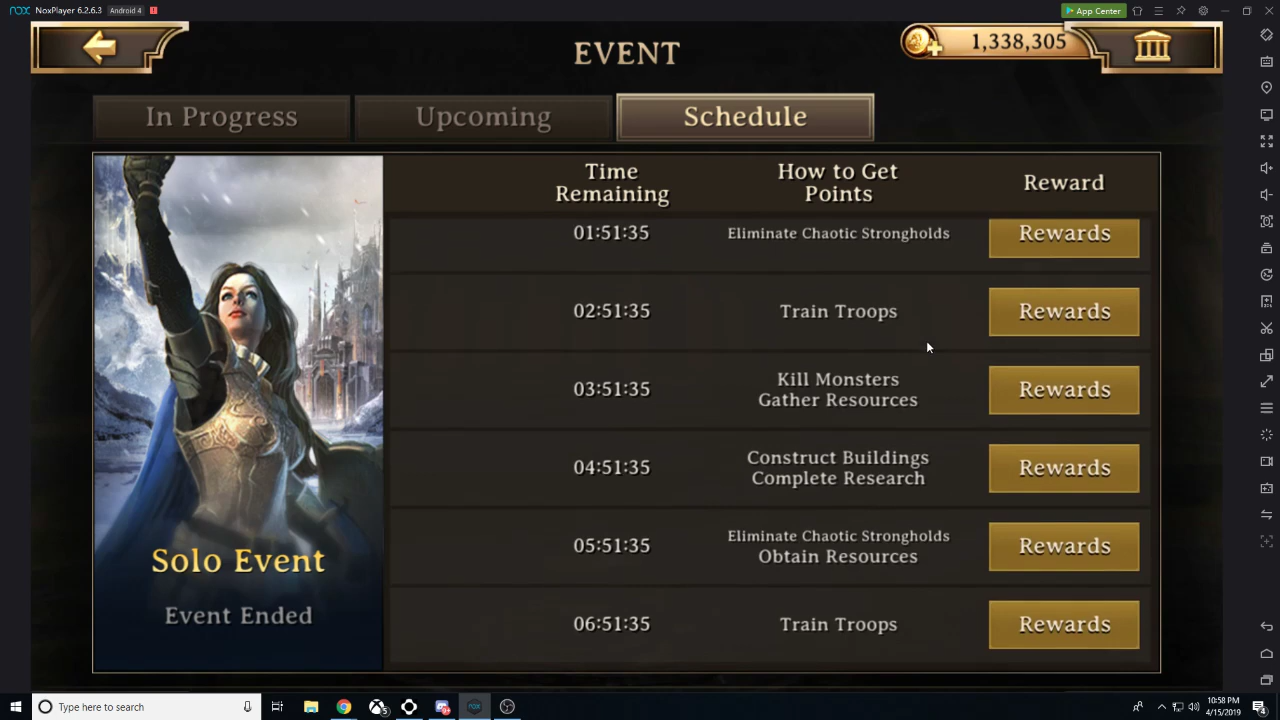 NoxPlayer 6.2.6.3 Android 4
App Center
EVENT
1,338,305
In Progress
Upcoming
Schedule
Time Remaining
How to Get Points
Reward
01:51:35
Eliminate Chaotic Strongholds
Rewards
02:51:35
Train Troops
Rewards
03:51:35
Kill Monsters
Gather Resources
Rewards
04:51:35
Construct Buildings
Complete Research
Rewards
05:51:35
Eliminate Chaotic Strongholds
Obtain Resources
Rewards
06:51:35
Train Troops
Rewards
Solo Event
Event Ended
Type here to search
nox
10:58 PM
4/15/2019